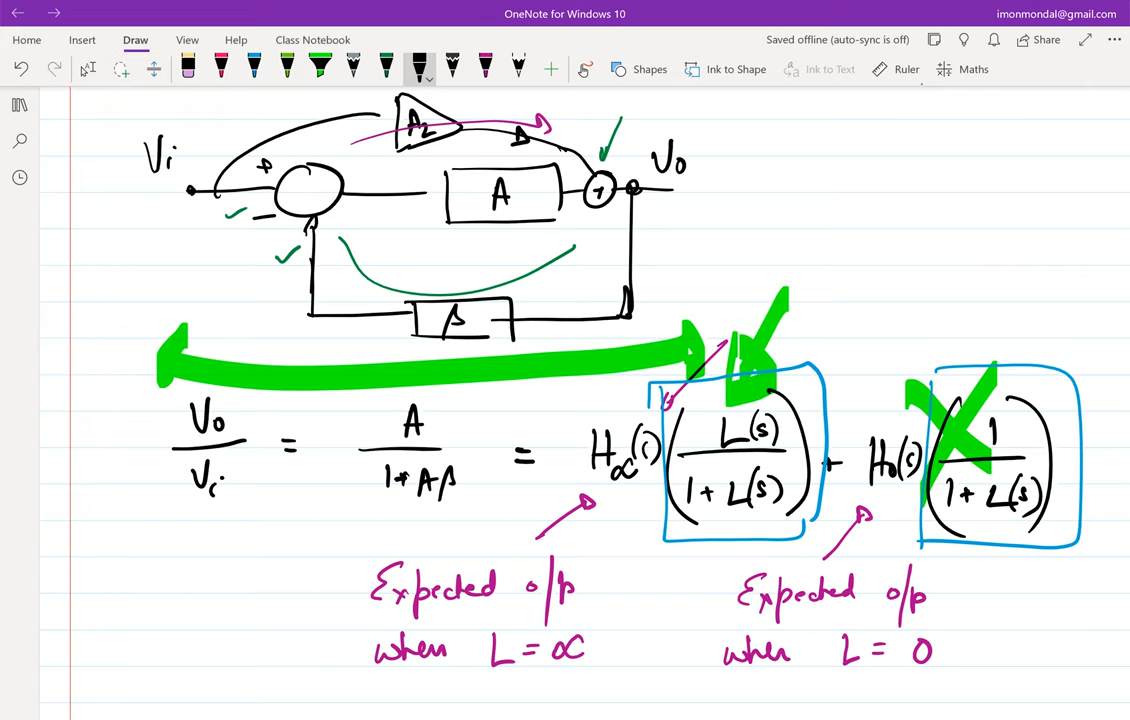 OneNote for Windows 10
imonmondal@gmail.com
Home Insert Draw View Help Class Notebook
Saved offline (auto-sync is off) Share
Shapes Ink to Shape Ink to Text Ruler Maths
A₂
Vi + A + Vo
−
β
Vo/Vi = A/(1+Aβ) = H∞(s) (L(s)/(1+L(s))) + H₀(s) (1/(1+L(s)))
Expected o/p Expected o/p
when L = ∞ when L = 0